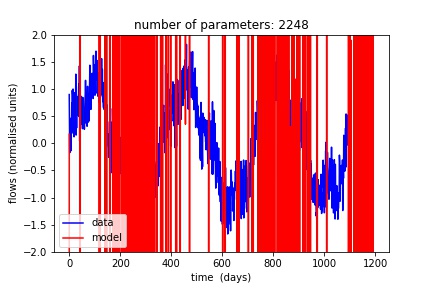 number of parameters: 2248
flows (normalised units)
2.0
1.5
1.0
0.5
0.0
−0.5
−1.0
−1.5
−2.0
data
model
0 200 400 600 800 1000 1200
time (days)